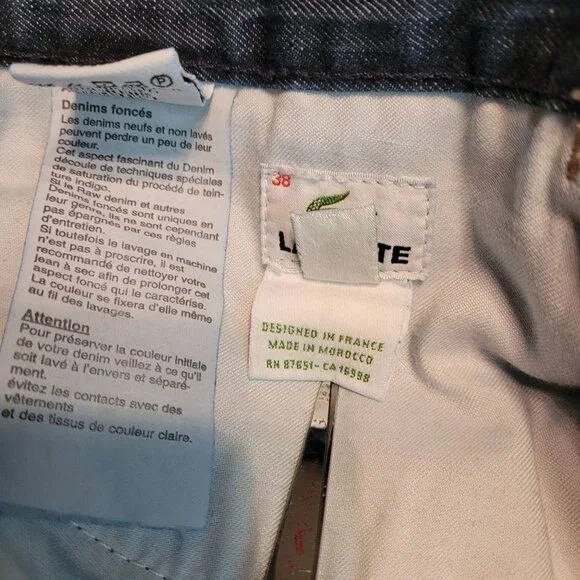 Denims foncés
Les denims neufs et non lavés
peuvent perdre un peu de leur
couleur.
Cet aspect fascinant du Denim
découle de techniques spéciales
de saturation du procédé de tein-
ture indigo.
Si le Raw denim et autres
Denims foncés sont uniques en
leur genre, ils n'en sont cependant
pas épargnés par ces règles
d'entretien.
Si toutefois le lavage en machine
n'est pas à proscrire, il est
recommandé de nettoyer votre
jean à sec afin de prolonger cet
aspect foncé qui le caractérise.
La couleur se fixera d'elle même
au fil des lavages.
Attention
Pour préserver la couleur initiale
de votre denim veillez à ce qu'il
soit lavé à l'envers et séparé-
ment.
évitez les contacts avec des
vêtements
et des tissus de couleur claire.
P
38
L TE
DESIGNED IN FRANCE
MADE IN MOROCCO
RN 87651- CA 16398